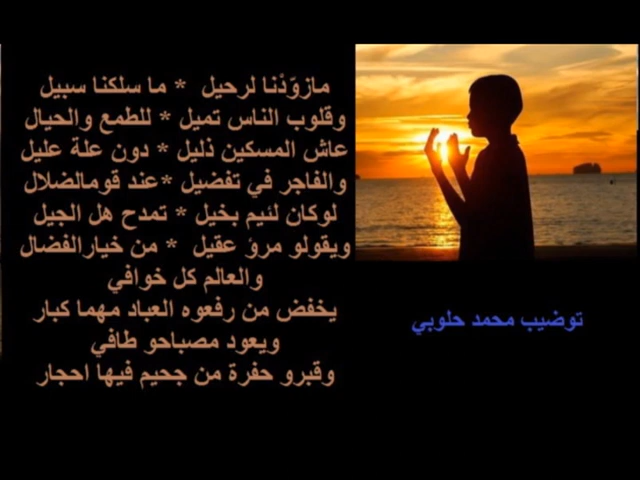 مازوّدْنا لرحيل * ما سلكنا سبيل
وقلوب الناس تميل * للطمع والحيال
عاش المسكين ذليل * دون علة عليل
والفاجر في تفضيل *عند قومالضلال
لوكان لئيم بخيل * تمدح هل الجيل
ويقولو مرؤ عقيل * من خيارالفضال
والعالم كل خوافي
يخفض من رفعوه العباد مهما كبار
ويعود مصباحو طافي
وقبرو حفرة من جحيم فيها احجار
توضيب محمد حلوبي